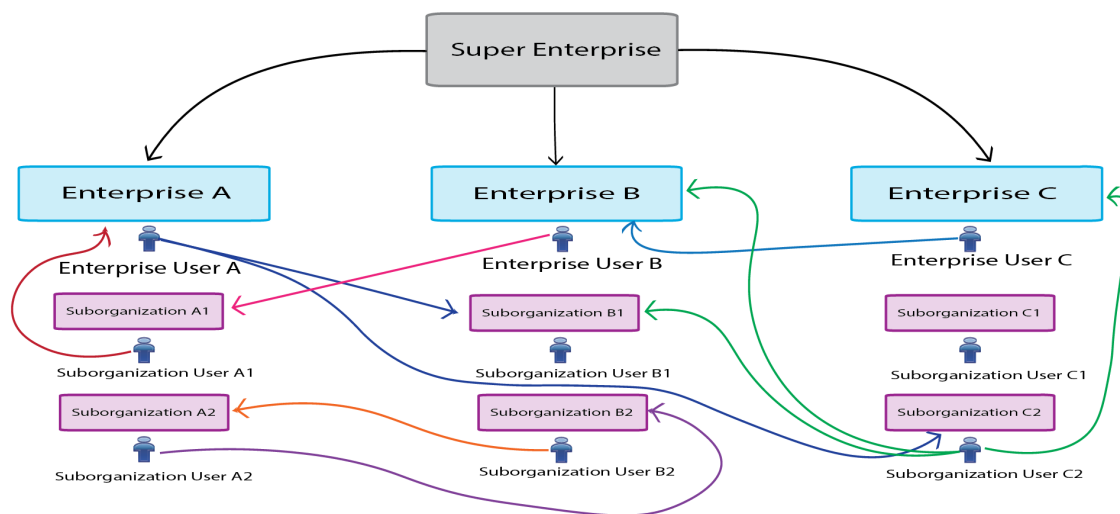 Super Enterprise
Enterprise A
Enterprise B
Enterprise C
Enterprise User A
Enterprise User B
Enterprise User C
Suborganization A1
Suborganization B1
Suborganization C1
Suborganization User A1
Suborganization User B1
Suborganization User C1
Suborganization A2
Suborganization B2
Suborganization C2
Suborganization User A2
Suborganization User B2
Suborganization User C2